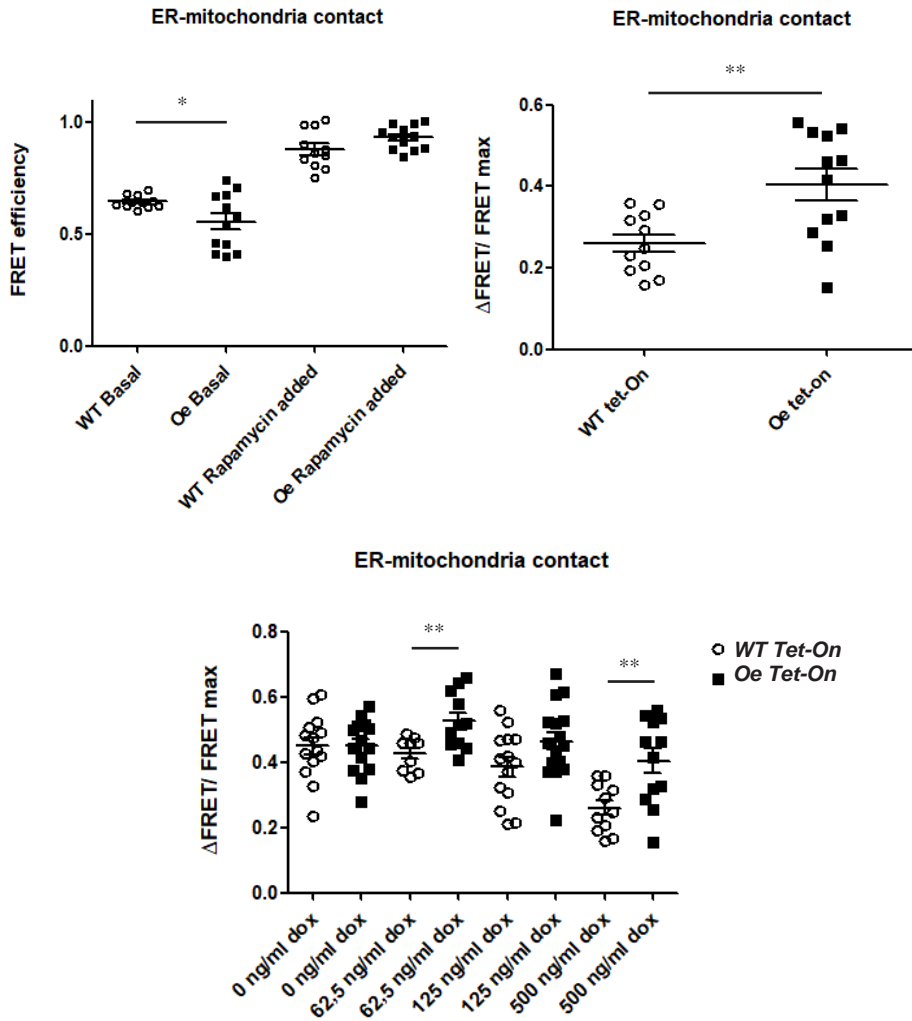 ER-mitochondria contact
*
1.0
0.5
0.0
FRET efficiency
WT Basal
Oe Basal
WT Rapamycin added
Oe Rapamycin added
ER-mitochondria contact
**
0.6
0.4
0.2
0.0
ΔFRET/ FRET max
WT tet-On
Oe tet-on
ER-mitochondria contact
0.8
0.6
0.4
0.2
0.0
ΔFRET/ FRET max
**
**
WT Tet-On
Oe Tet-On
0 ng/ml dox
0 ng/ml dox
62,5 ng/ml dox
62.5 ng/ml dox
125 ng/ml dox
125 ng/ml dox
500 ng/ml dox
500 ng/ml dox